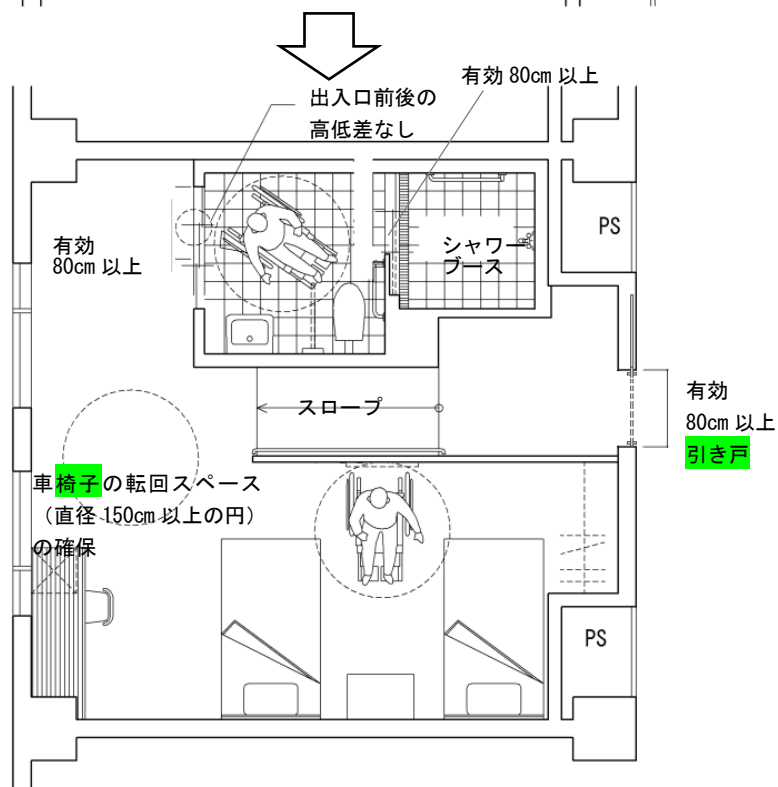 有効 80cm 以上
出入口前後の
高低差なし
PS
有効
80cm 以上
シャワー
ブース
スロープ
有効
80cm 以上
引き戸
車椅子の転回スペース
（直径 150cm 以上の円）
の確保
PS